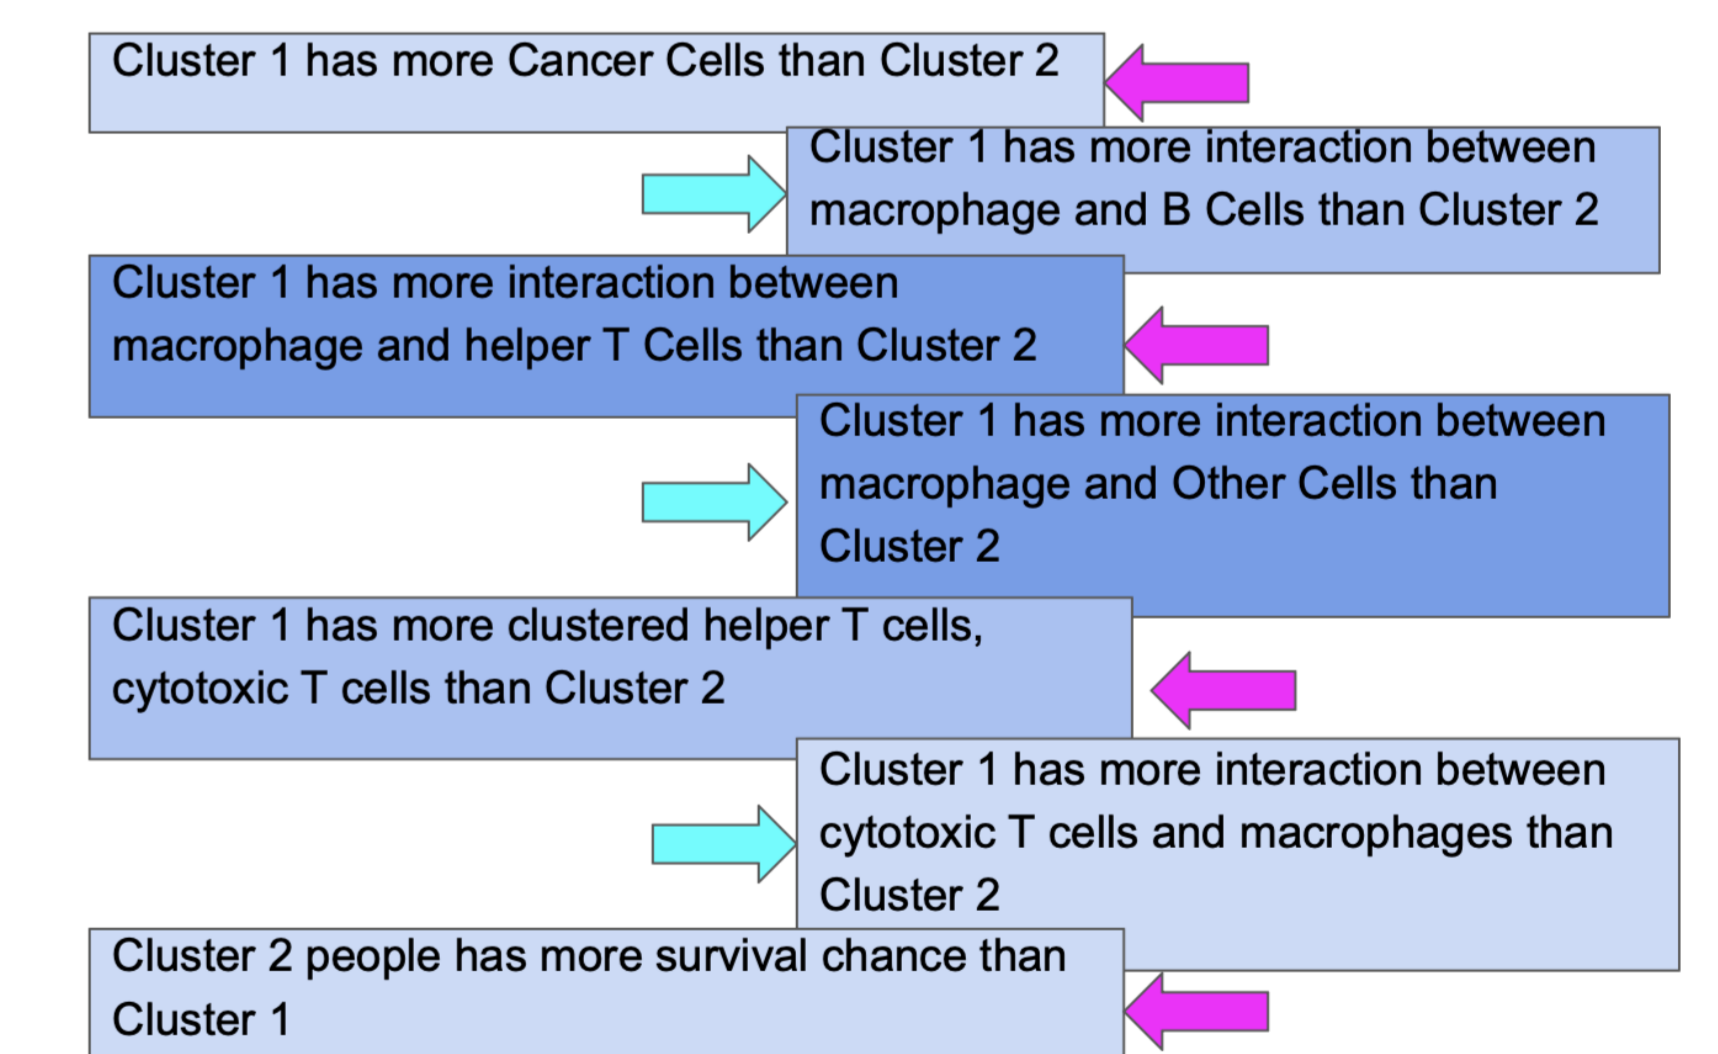 Cluster 1 has more Cancer Cells than Cluster 2
Cluster 1 has more interaction between
macrophage and B Cells than Cluster 2
Cluster 1 has more interaction between
macrophage and helper T Cells than Cluster 2
Cluster 1 has more interaction between
macrophage and Other Cells than
Cluster 2
Cluster 1 has more clustered helper T cells,
cytotoxic T cells than Cluster 2
Cluster 1 has more interaction between
cytotoxic T cells and macrophages than
Cluster 2
Cluster 2 people has more survival chance than
Cluster 1